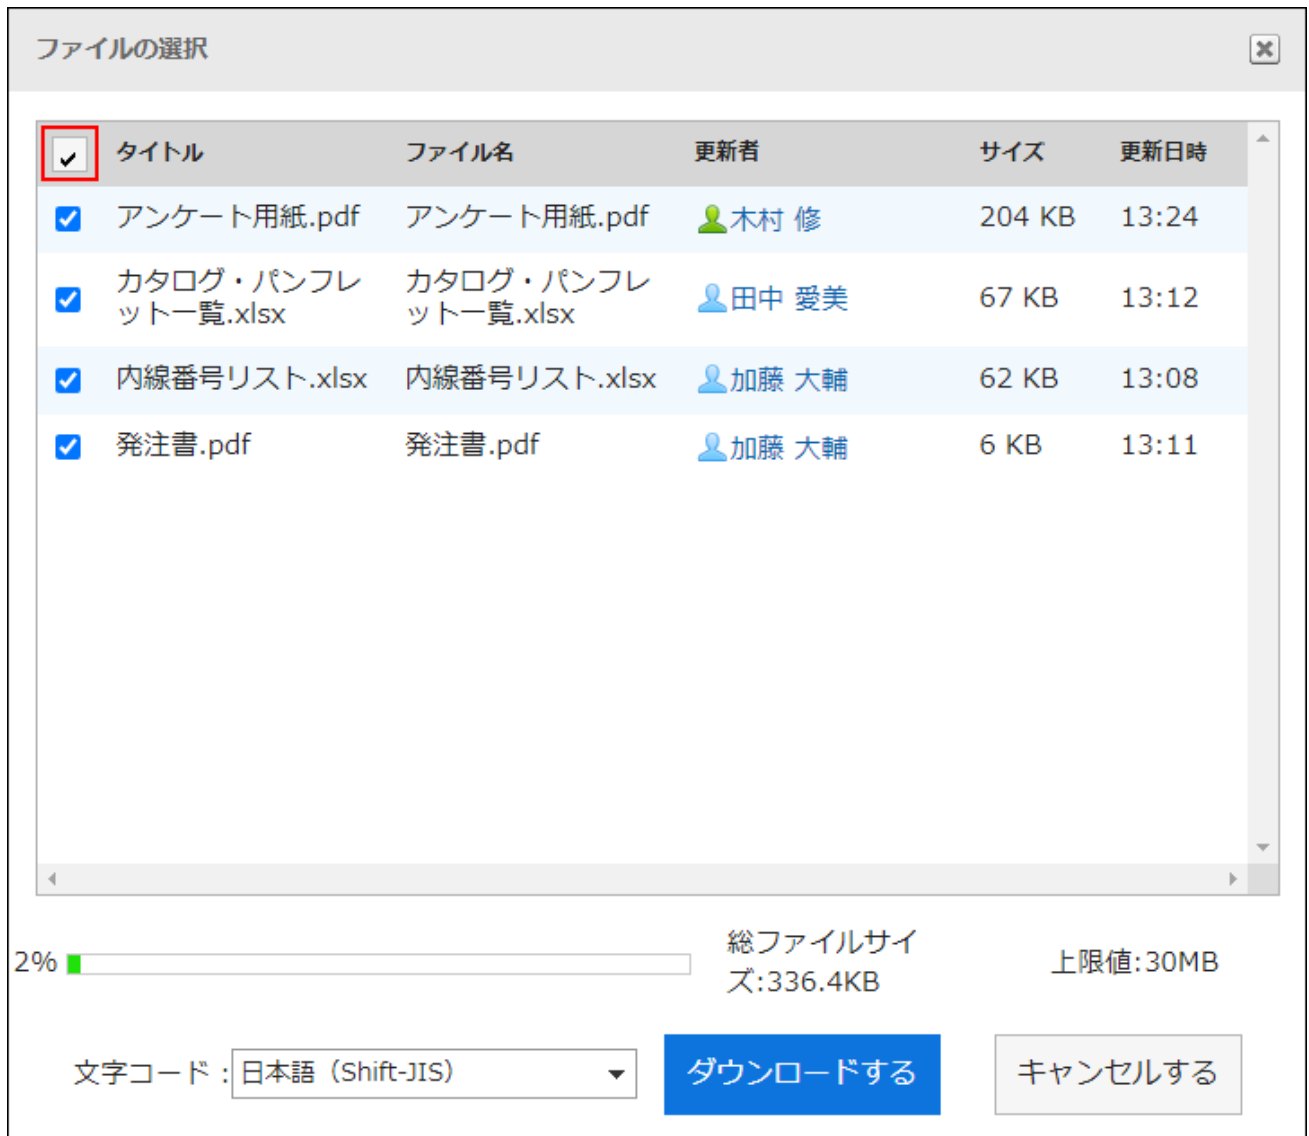 ファイルの選択
タイトル ファイル名 更新者 サイズ 更新日時
アンケート用紙.pdf アンケート用紙.pdf 木村 修 204 KB 13:24
カタログ・パンフレ カタログ・パンフレ
ット一覧.xlsx ット一覧.xlsx 田中 愛美 67 KB 13:12
内線番号リスト.xlsx 内線番号リスト.xlsx 加藤 大輔 62 KB 13:08
発注書.pdf 発注書.pdf 加藤 大輔 6 KB 13:11
2% 総ファイルサイ
ズ:336.4KB 上限値:30MB
文字コード : 日本語（Shift-JIS） ダウンロードする キャンセルする